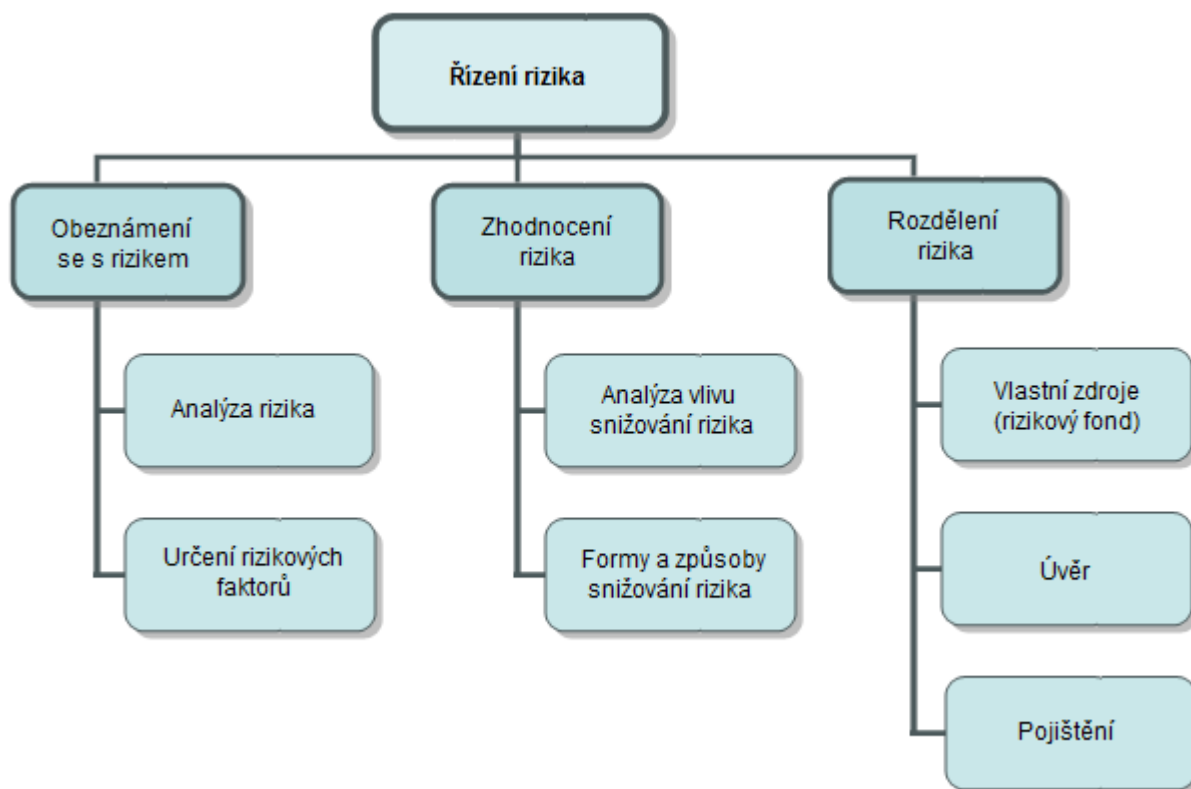 Řízení rizika
Obeznámení
se s rizikem
Zhodnocení
rizika
Rozdělení
rizika
Analýza rizika
Analýza vlivu
snižování rizika
Vlastní zdroje
(rizikový fond)
Určení rizikových
faktorů
Formy a způsoby
snižování rizika
Úvěr
Pojištění